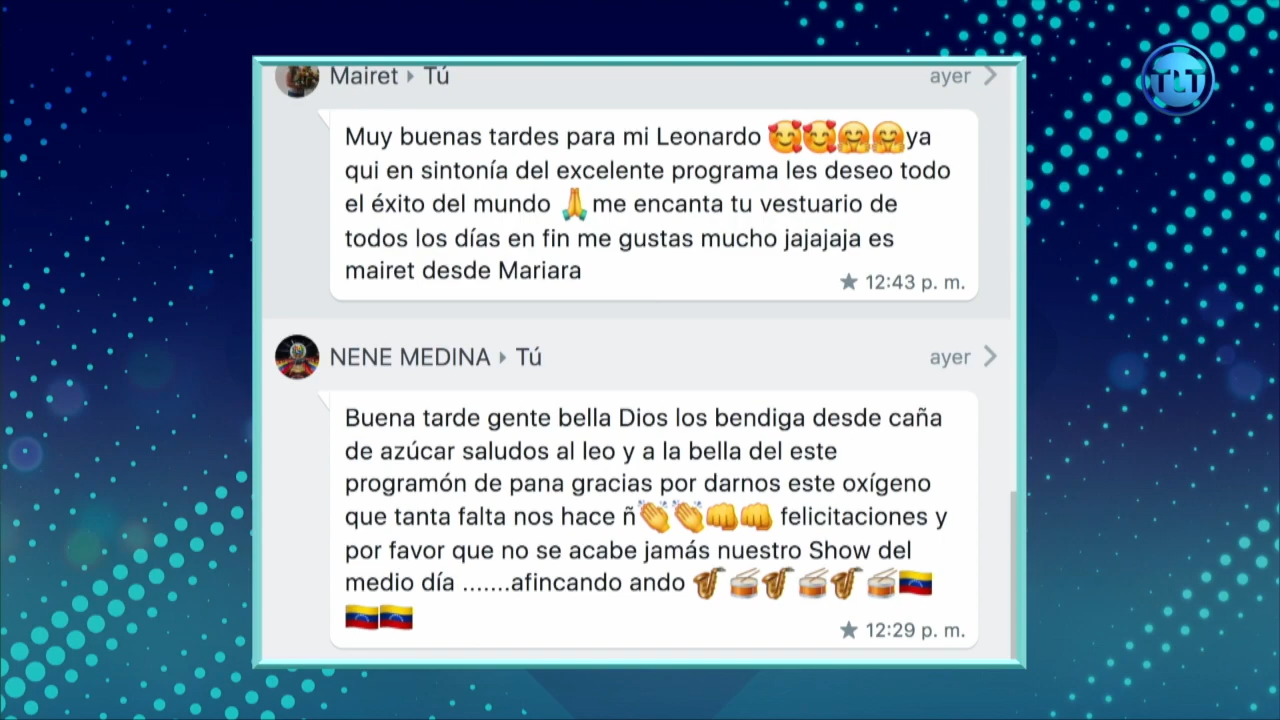 TLT
Mairet ▸ Tú
ayer
Muy buenas tardes para mi Leonardo 🥰🥰🤗🤗ya
qui en sintonía del excelente programa les deseo todo
el éxito del mundo 🙏me encanta tu vestuario de
todos los días en fin me gustas mucho jajajaja es
mairet desde Mariara
★ 12:43 p. m.
NENE MEDINA ▸ Tú
ayer
Buena tarde gente bella Dios los bendiga desde caña
de azúcar saludos al leo y a la bella del este
programón de pana gracias por darnos este oxígeno
que tanta falta nos hace ñ👏👏👊👊 felicitaciones y
por favor que no se acabe jamás nuestro Show del
medio día .......afincando ando 🎷🥁🎷🥁🎷🥁🇻🇪
🇻🇪🇻🇪
★ 12:29 p. m.